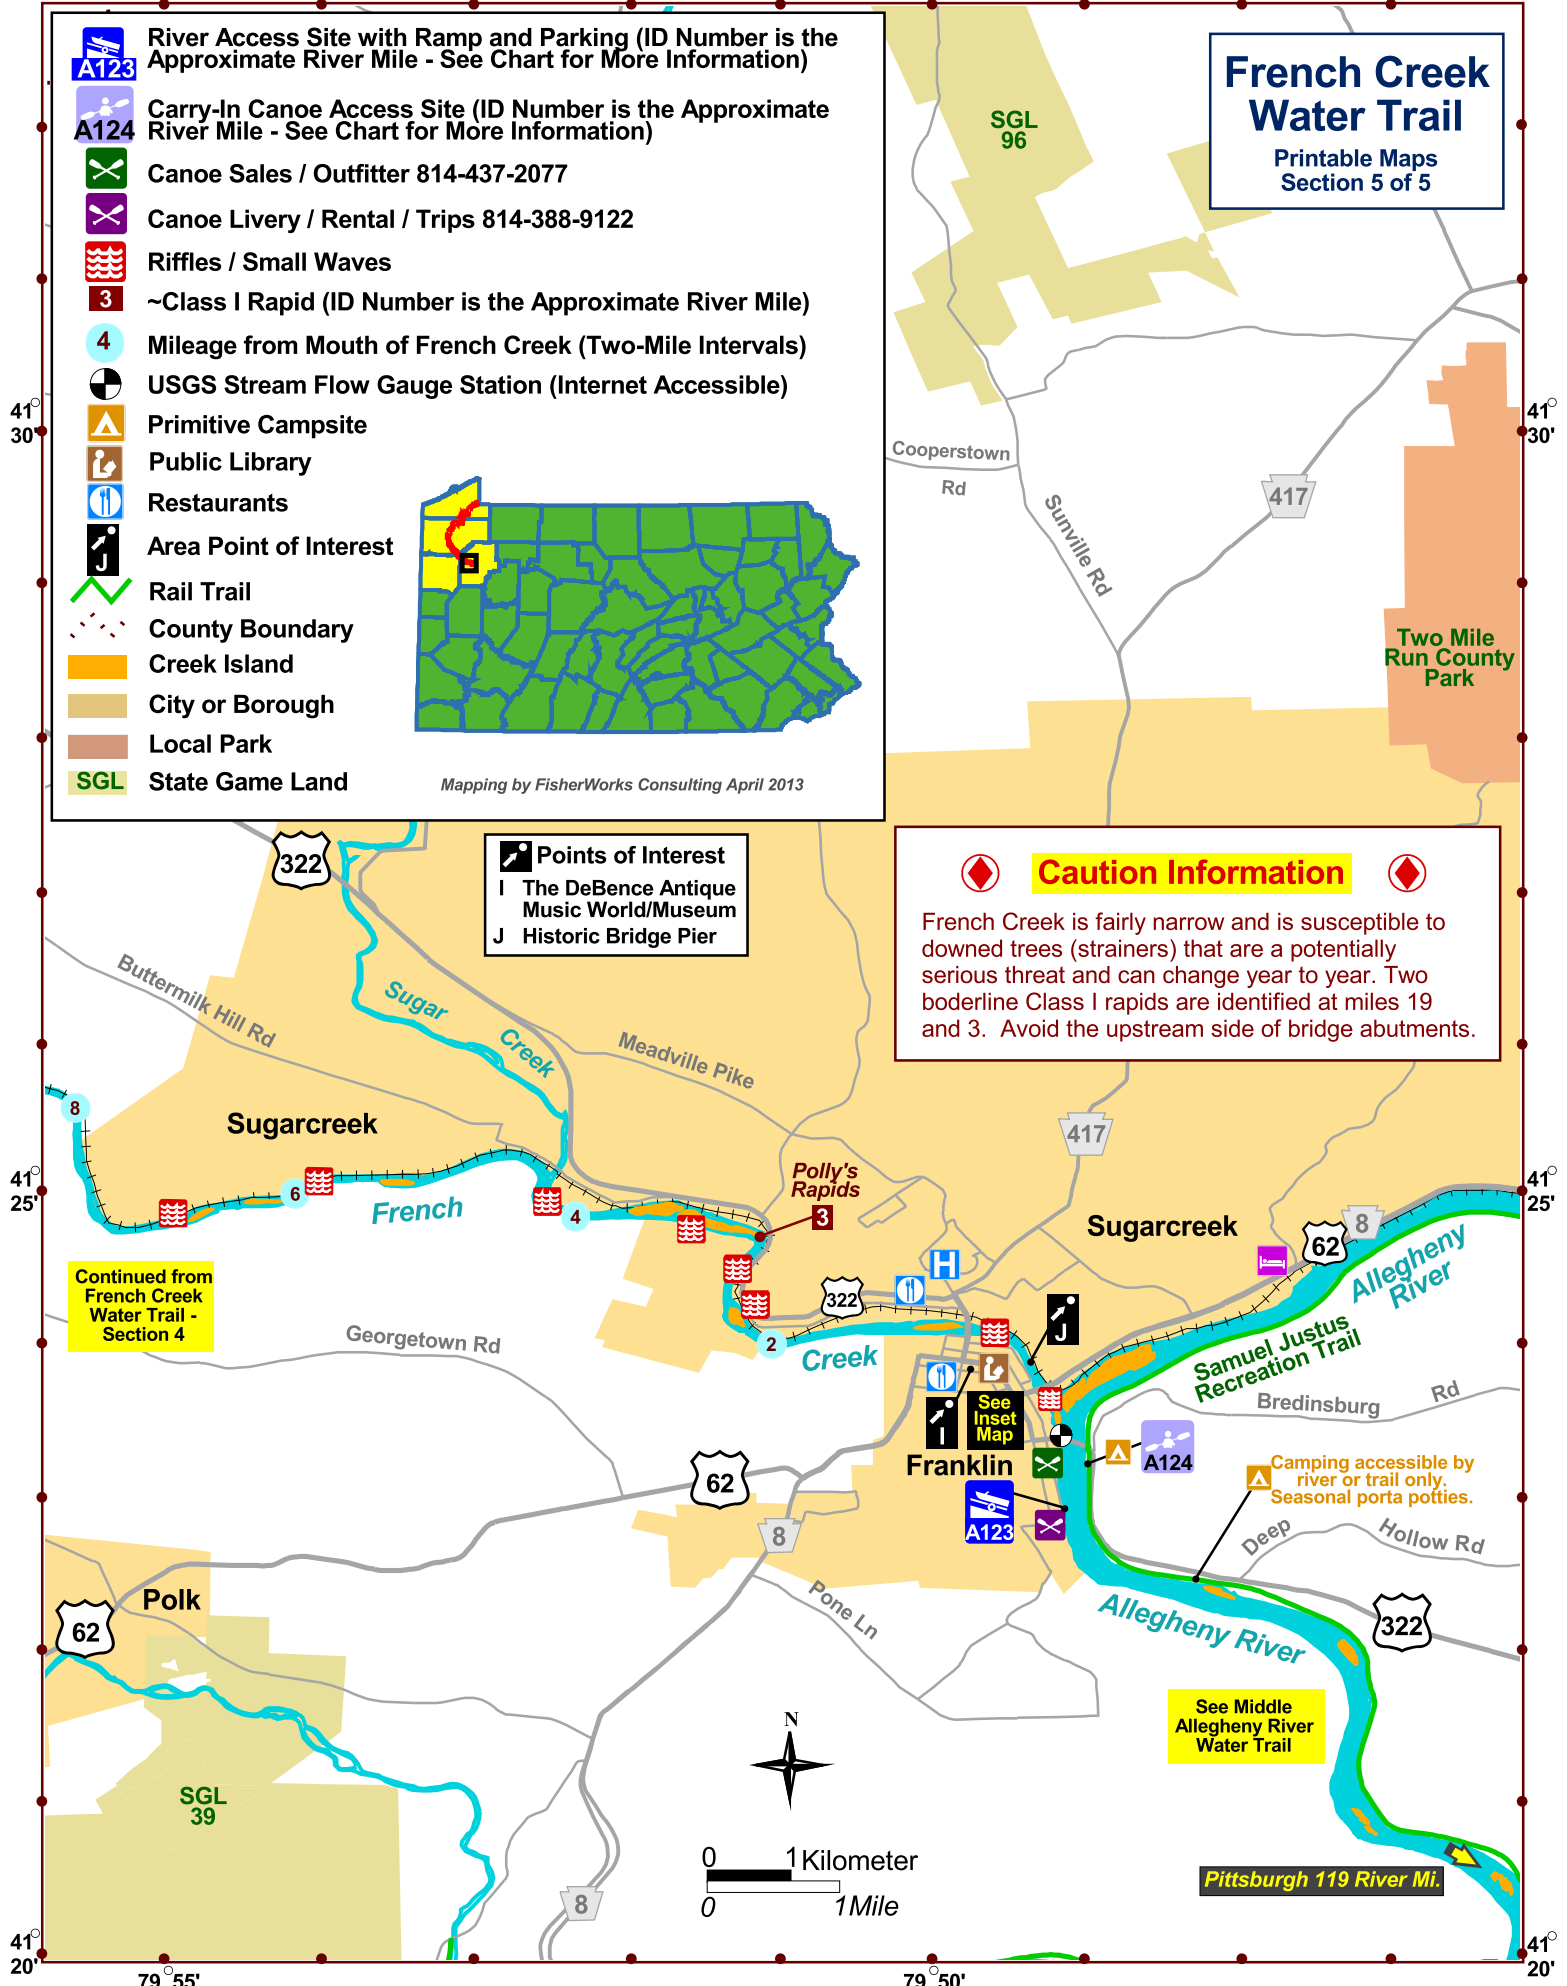 River Access Site with Ramp and Parking (ID Number is the
Approximate River Mile - See Chart for More Information)
A123
Carry-In Canoe Access Site (ID Number is the Approximate
River Mile - See Chart for More Information)
A124
Canoe Sales / Outfitter 814-437-2077
Canoe Livery / Rental / Trips 814-388-9122
Riffles / Small Waves
3
~Class I Rapid (ID Number is the Approximate River Mile)
4
Mileage from Mouth of French Creek (Two-Mile Intervals)
USGS Stream Flow Gauge Station (Internet Accessible)
Primitive Campsite
Public Library
Restaurants
J
Area Point of Interest
Rail Trail
County Boundary
Creek Island
City or Borough
Local Park
SGL
State Game Land
Mapping by FisherWorks Consulting April 2013
French Creek
Water Trail
Printable Maps
Section 5 of 5
SGL
96
41°
30'
41°
30'
Cooperstown
Rd
Sunville Rd
417
Two Mile
Run County
Park
322
Points of Interest
I The DeBence Antique
Music World/Museum
J Historic Bridge Pier
Caution Information
French Creek is fairly narrow and is susceptible to
downed trees (strainers) that are a potentially
serious threat and can change year to year. Two
boderline Class I rapids are identified at miles 19
and 3. Avoid the upstream side of bridge abutments.
Buttermilk Hill Rd
Sugar
Creek
Meadville Pike
8
Sugarcreek
417
41°
25'
6
French
4
Polly's
Rapids
3
Sugarcreek
62
8
41°
25'
Allegheny
River
H
322
Continued from
French Creek
Water Trail -
Section 4
Georgetown Rd
2
Creek
J
Samuel Justus
Recreation Trail
Bredinsburg
Rd
I
See
Inset
Map
Franklin
A124
A123
62
8
Camping accessible by
river or trail only.
Seasonal porta potties.
Deep
Hollow Rd
Polk
62
Pone Ln
Allegheny River
322
See Middle
Allegheny River
Water Trail
N
SGL
39
0
1 Kilometer
0
1 Mile
8
Pittsburgh 119 River Mi.
41°
20'
41°
20'
79°55'
79°50'